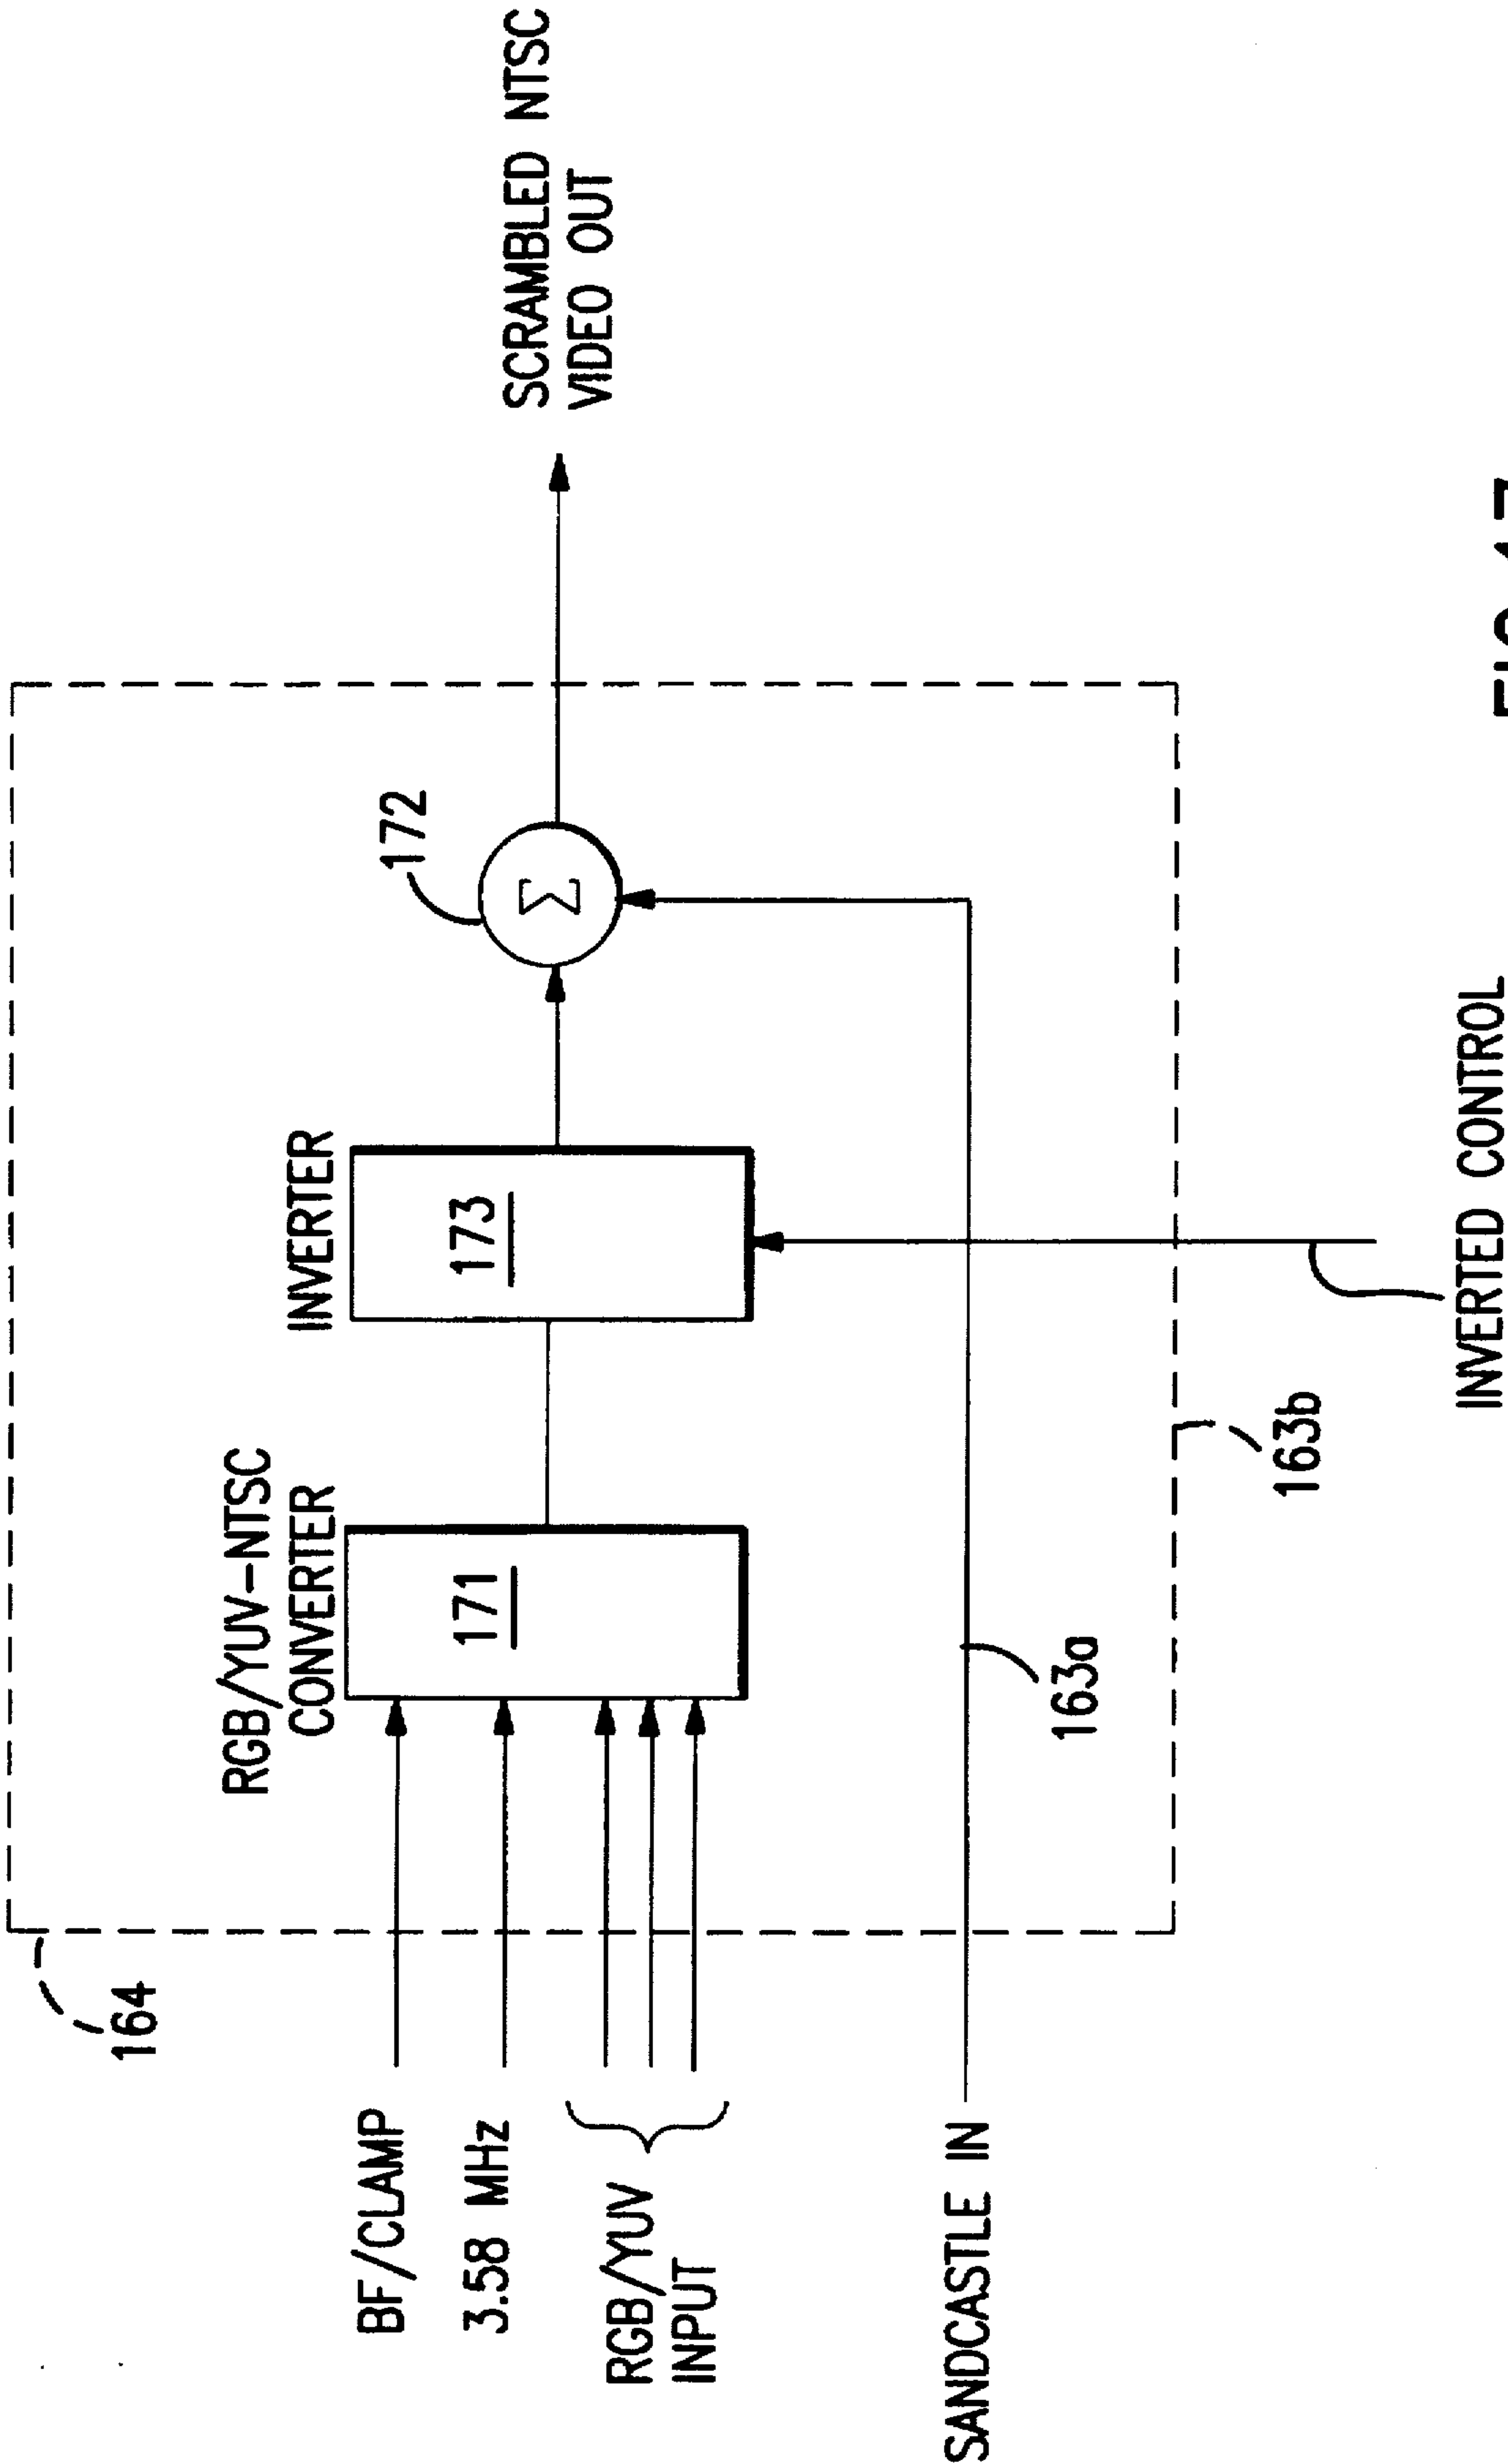 164
RGB/YUV-NTSC
CONVERTER
INVERTER
172
SCRAMBLED NTSC
VIDEO OUT
BF/CLAMP
3.58 MHz
RGB/YUV
INPUT
171
173
Σ
SANDCASTLE IN
163a
163b
INVERTED CONTROL